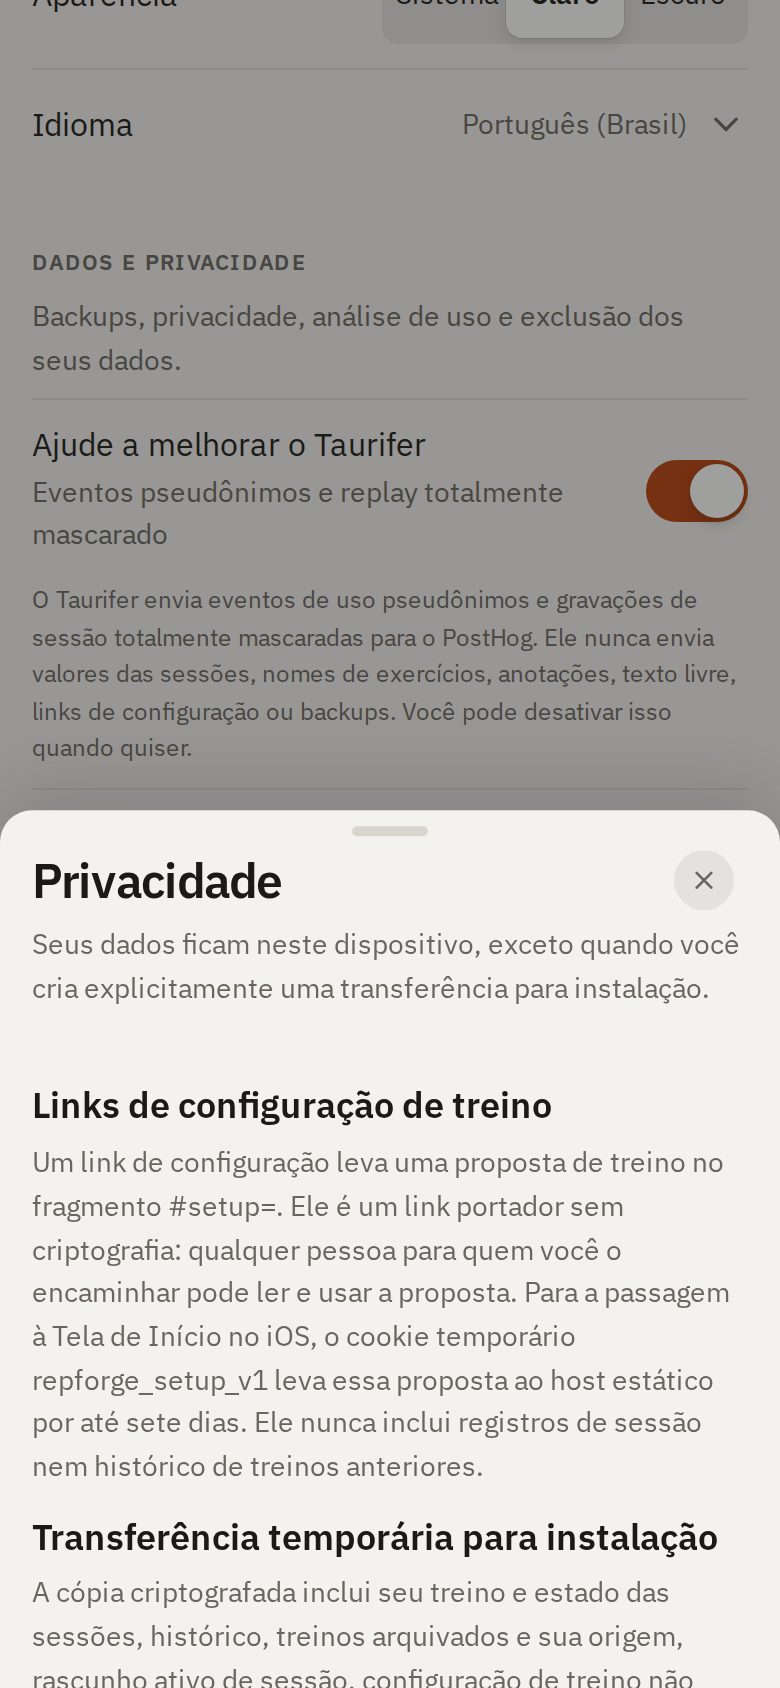 Aparência
Sistema Claro Escuro
Idioma
Português (Brasil)
DADOS E PRIVACIDADE
Backups, privacidade, análise de uso e exclusão dos
seus dados.
Ajude a melhorar o Taurifer
Eventos pseudônimos e replay totalmente
mascarado
O Taurifer envia eventos de uso pseudônimos e gravações de
sessão totalmente mascaradas para o PostHog. Ele nunca envia
valores das sessões, nomes de exercícios, anotações, texto livre,
links de configuração ou backups. Você pode desativar isso
quando quiser.
Privacidade
Seus dados ficam neste dispositivo, exceto quando você
cria explicitamente uma transferência para instalação.
Links de configuração de treino
Um link de configuração leva uma proposta de treino no
fragmento #setup=. Ele é um link portador sem
criptografia: qualquer pessoa para quem você o
encaminhar pode ler e usar a proposta. Para a passagem
à Tela de Início no iOS, o cookie temporário
repforge_setup_v1 leva essa proposta ao host estático
por até sete dias. Ele nunca inclui registros de sessão
nem histórico de treinos anteriores.
Transferência temporária para instalação
A cópia criptografada inclui seu treino e estado das
sessões, histórico, treinos arquivados e sua origem,
rascunho ativo de sessão, configuração de treino não